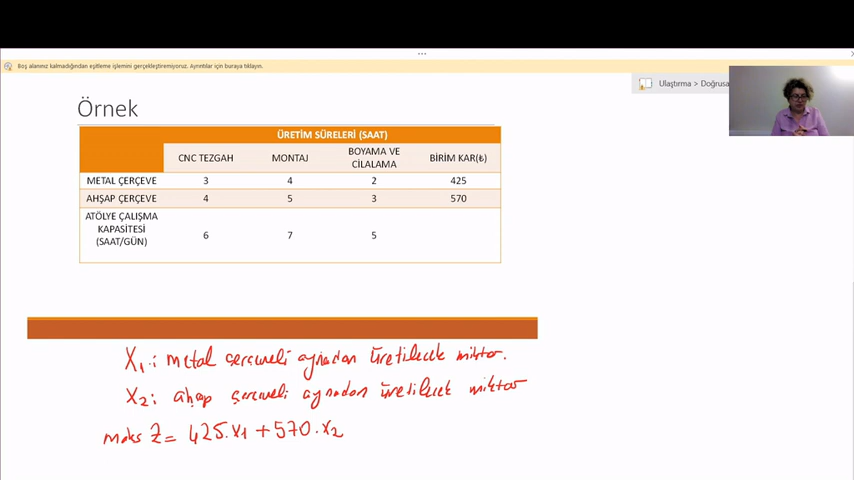 ...
Boş alanınız kalmadığından eşitleme işlemini gerçekleştiremiyoruz. Ayrıntılar için buraya tıklayın.
Ulaştırma > Doğrusa
Örnek
ÜRETİM SÜRELERİ (SAAT)
CNC TEZGAH MONTAJ BOYAMA VE CİLALAMA BİRİM KAR(₺)
METAL ÇERÇEVE 3 4 2 425
AHŞAP ÇERÇEVE 4 5 3 570
ATÖLYE ÇALIŞMA
KAPASİTESİ
(SAAT/GÜN) 6 7 5
X₁: metal çerçeveli aynadan üretilecek miktar.
X₂: ahşap çerçeveli aynadan üretilecek miktar
maks Z = 425.X₁ + 570.X₂